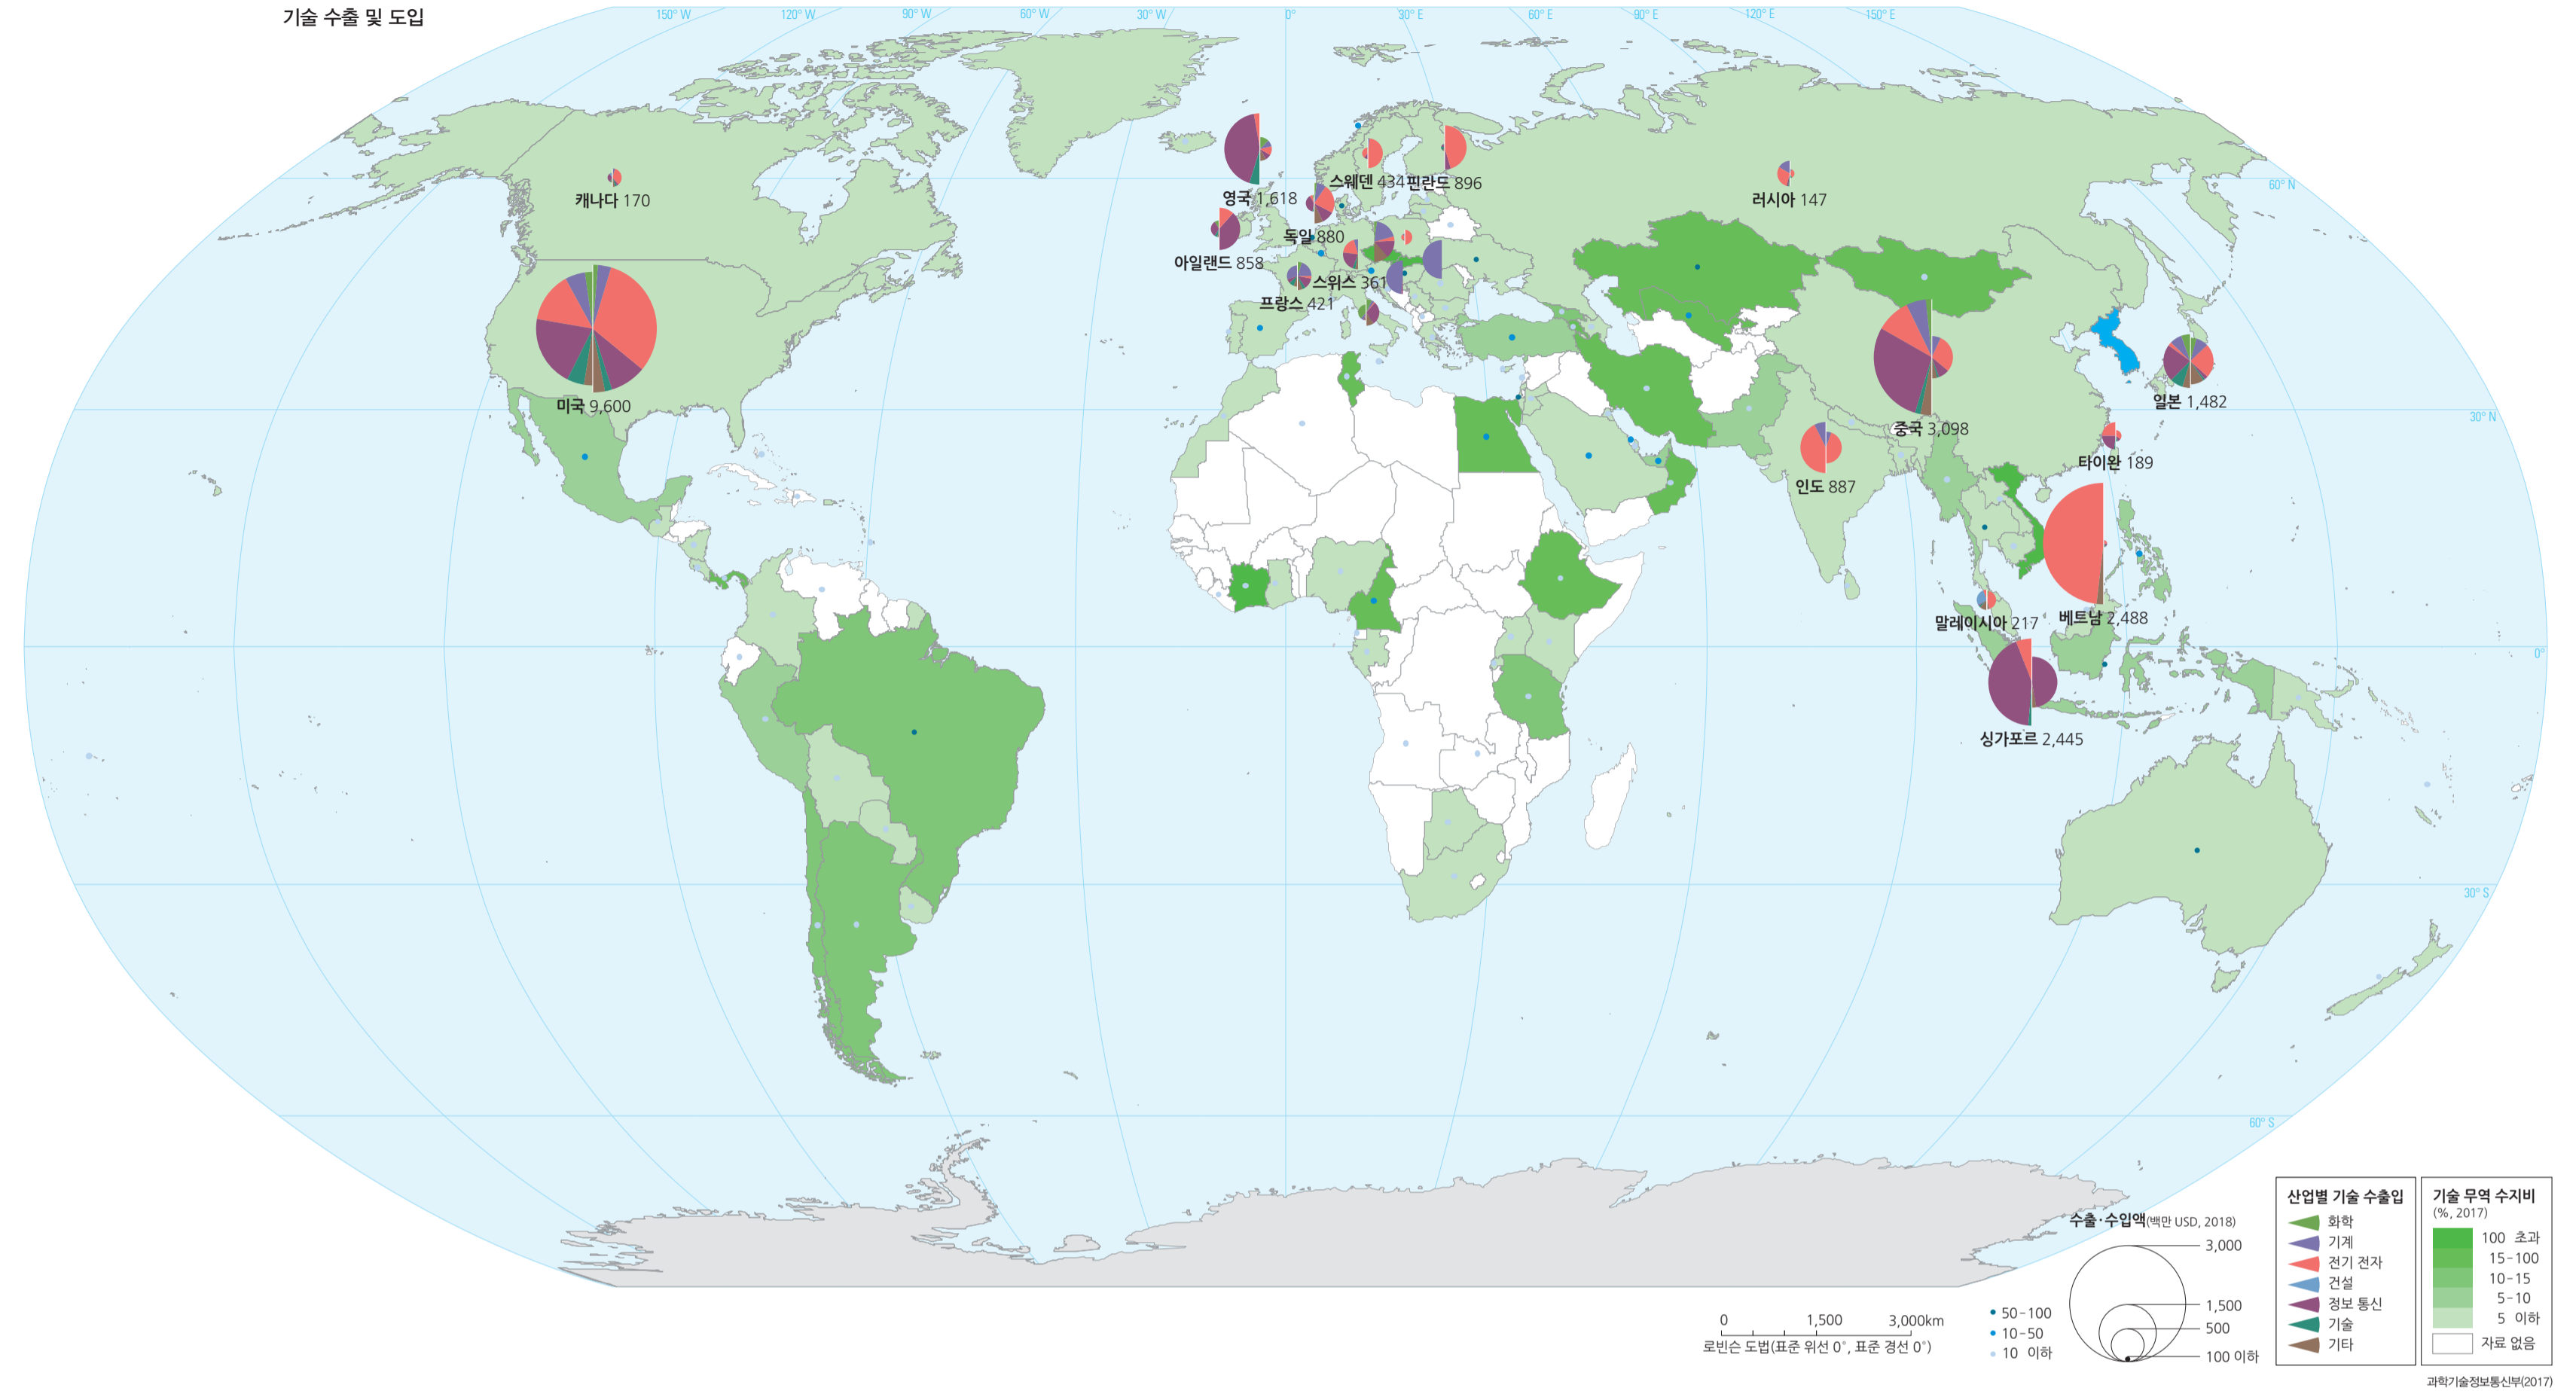 기술 수출 및 도입
150° W
120° W
90° W
60° W
30° W
0°
30° E
60° E
90° E
120° E
150° E
60° N
30° N
0°
30° S
60° S
캐나다 170
미국 9,600
영국 1,618
스웨덴 434
핀란드 896
러시아 147
독일 880
아일랜드 858
스위스 361
프랑스 421
중국 3,098
일본 1,482
타이완 189
인도 887
말레이시아 217
베트남 2,488
싱가포르 2,445
0 1,500 3,000km
로빈슨 도법(표준 위선 0°, 표준 경선 0°)
50-100
10-50
10 이하
수출·수입액(백만 USD, 2018)
3,000
1,500
500
100 이하
산업별 기술 수출입
화학
기계
전기 전자
건설
정보 통신
기술
기타
기술 무역 수지비
(%, 2017)
100 초과
15-100
10-15
5-10
5 이하
자료 없음
과학기술정보통신부(2017)